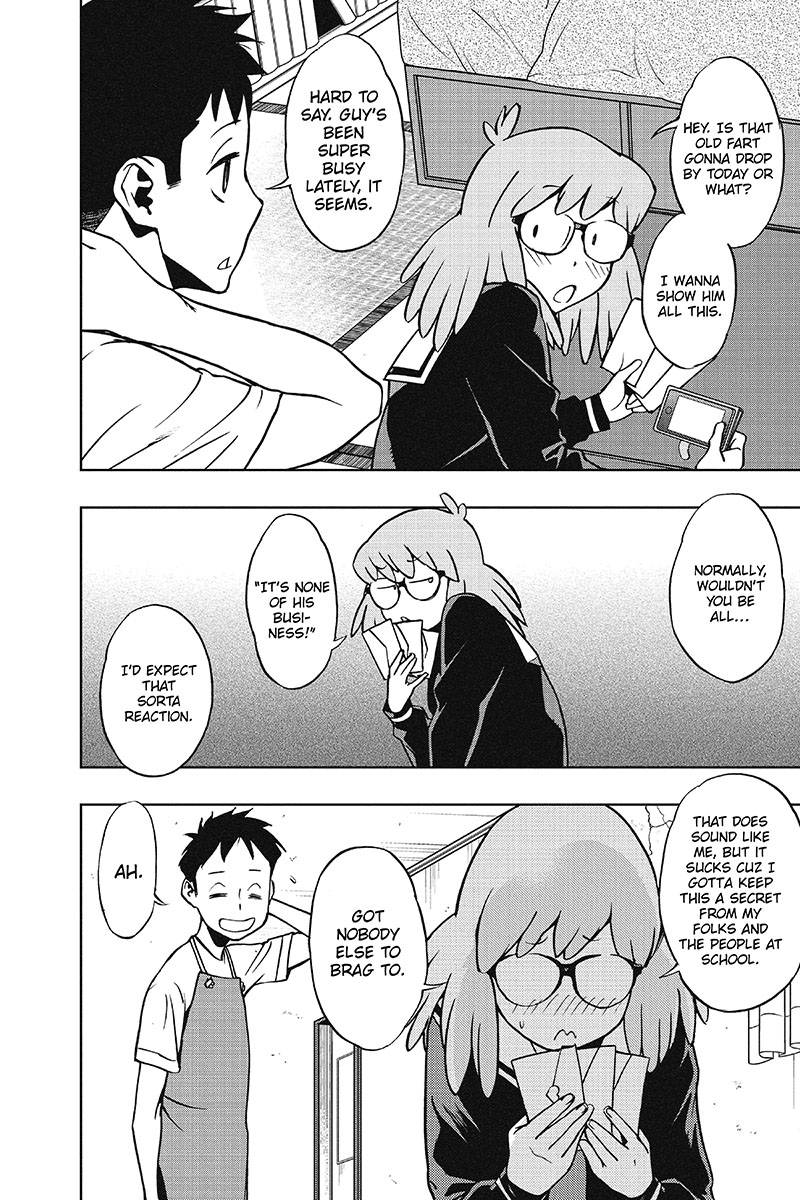 HEY. IS THAT
OLD FART
GONNA DROP
BY TODAY OR
WHAT?
I WANNA
SHOW HIM
ALL THIS.
HARD TO
SAY. GUY'S
BEEN
SUPER
BUSY
LATELY, IT
SEEMS.
NORMALLY,
WOULDN'T
YOU BE
ALL...
"IT'S NONE
OF HIS
BUSI-
NESS!"
I'D EXPECT
THAT
SORTA
REACTION.
THAT DOES
SOUND LIKE
ME, BUT IT
SUCKS CUZ I
GOTTA KEEP
THIS A SECRET
FROM MY
FOLKS AND
THE PEOPLE AT
SCHOOL.
GOT
NOBODY
ELSE TO
BRAG TO.
AH.